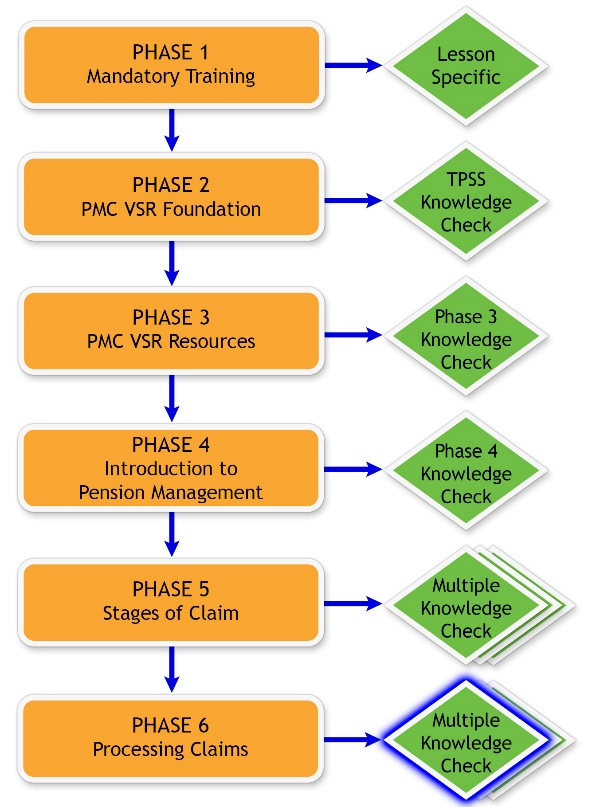 PHASE 1
Mandatory Training
Lesson
Specific
PHASE 2
PMC VSR Foundation
TPSS
Knowledge
Check
PHASE 3
PMC VSR Resources
Phase 3
Knowledge
Check
PHASE 4
Introduction to
Pension Management
Phase 4
Knowledge
Check
PHASE 5
Stages of Claim
Multiple
Knowledge
Check
PHASE 6
Processing Claims
Multiple
Knowledge
Check